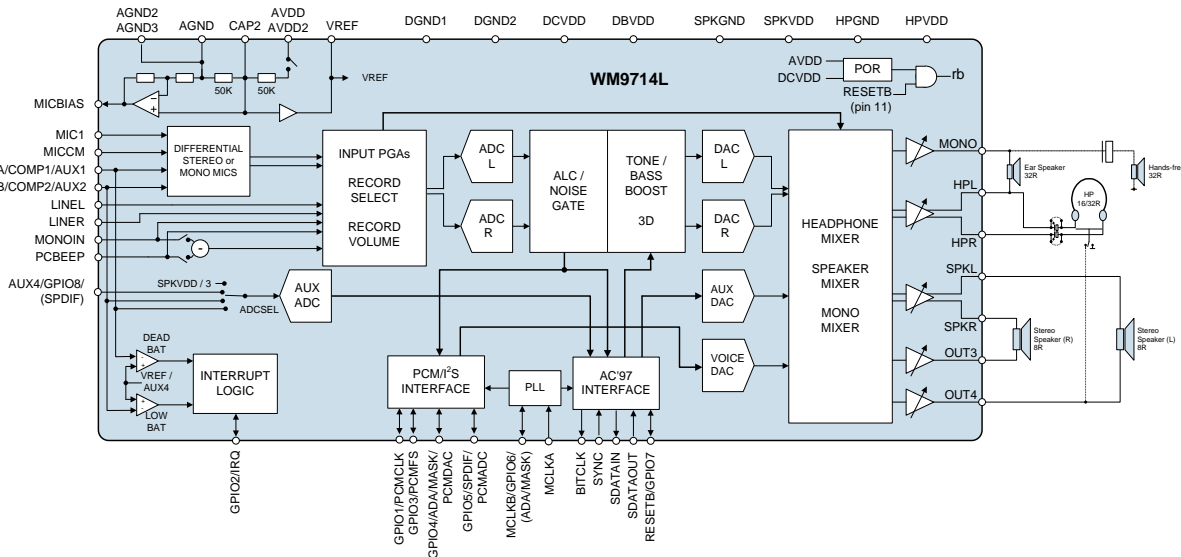 AGND2
AGND3
AGND
CAP2
AVDD
AVDD2
VREF
DGND1
DGND2
DCVDD
DBVDD
SPKGND
SPKVDD
HPGND
HPVDD
WM9714L
50K
50K
VREF
AVDD
DCVDD
POR
RESETB
(pin 11)
rb
MICBIAS
MIC1
MICCM
A/COMP1/AUX1
B/COMP2/AUX2
LINEL
LINER
MONOIN
PCBEEP
AUX4/GPIO8/
(SPDIF)
DIFFERENTIAL
STEREO or
MONO MICS
-
+
-
INPUT PGAs
RECORD
SELECT
RECORD
VOLUME
ADC
L
ADC
R
ALC /
NOISE
GATE
TONE /
BASS
BOOST
3D
DAC
L
DAC
R
HEADPHONE
MIXER
SPEAKER
MIXER
MONO
MIXER
MONO
HPL
HPR
SPKL
SPKR
OUT3
OUT4
Ear Speaker
32R
Hands-fre
32R
HP
16/32R
Stereo
Speaker (R)
8R
Stereo
Speaker (L)
8R
SPKVDD / 3
ADCSEL
AUX
ADC
AUX
DAC
VOICE
DAC
DEAD
BAT
VREF /
AUX4
LOW
BAT
INTERRUPT
LOGIC
PCM/I2S
INTERFACE
PLL
AC'97
INTERFACE
GPIO2/IRQ
GPIO1/PCMCLK
GPIO3/PCMFS
GPIO4/ADA/MASK/
PCMDAC
GPIO5/SPDIF/
PCMADC
MCLKB/GPIO6/
(ADA/MASK)
MCLKA
BITCLK
SYNC
SDATAIN
SDATAOUT
RESETB/GPIO7